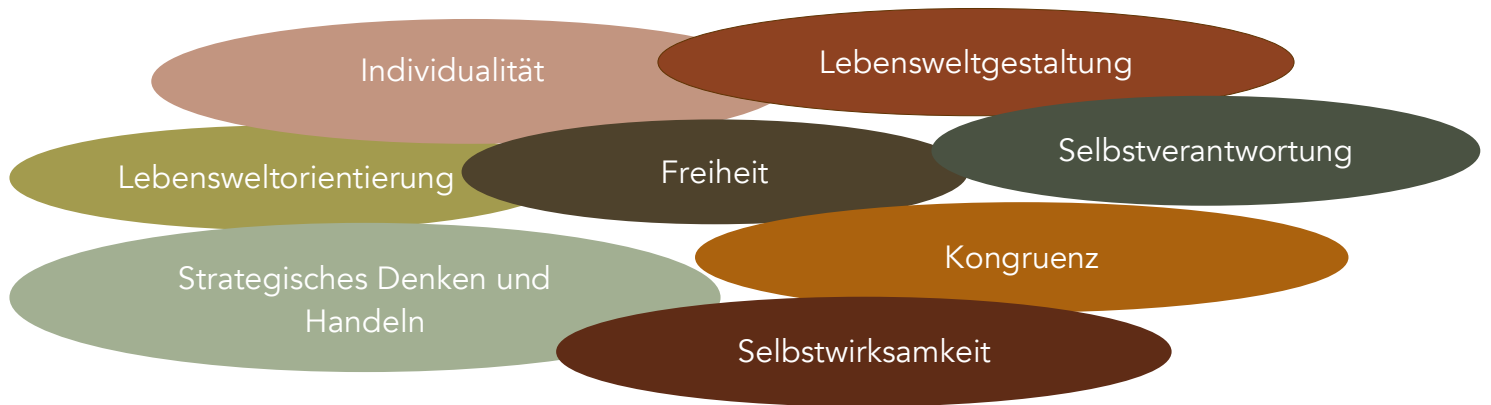 Individualität
Lebensweltgestaltung
Lebensweltorientierung
Freiheit
Selbstverantwortung
Strategisches Denken und
Handeln
Kongruenz
Selbstwirksamkeit